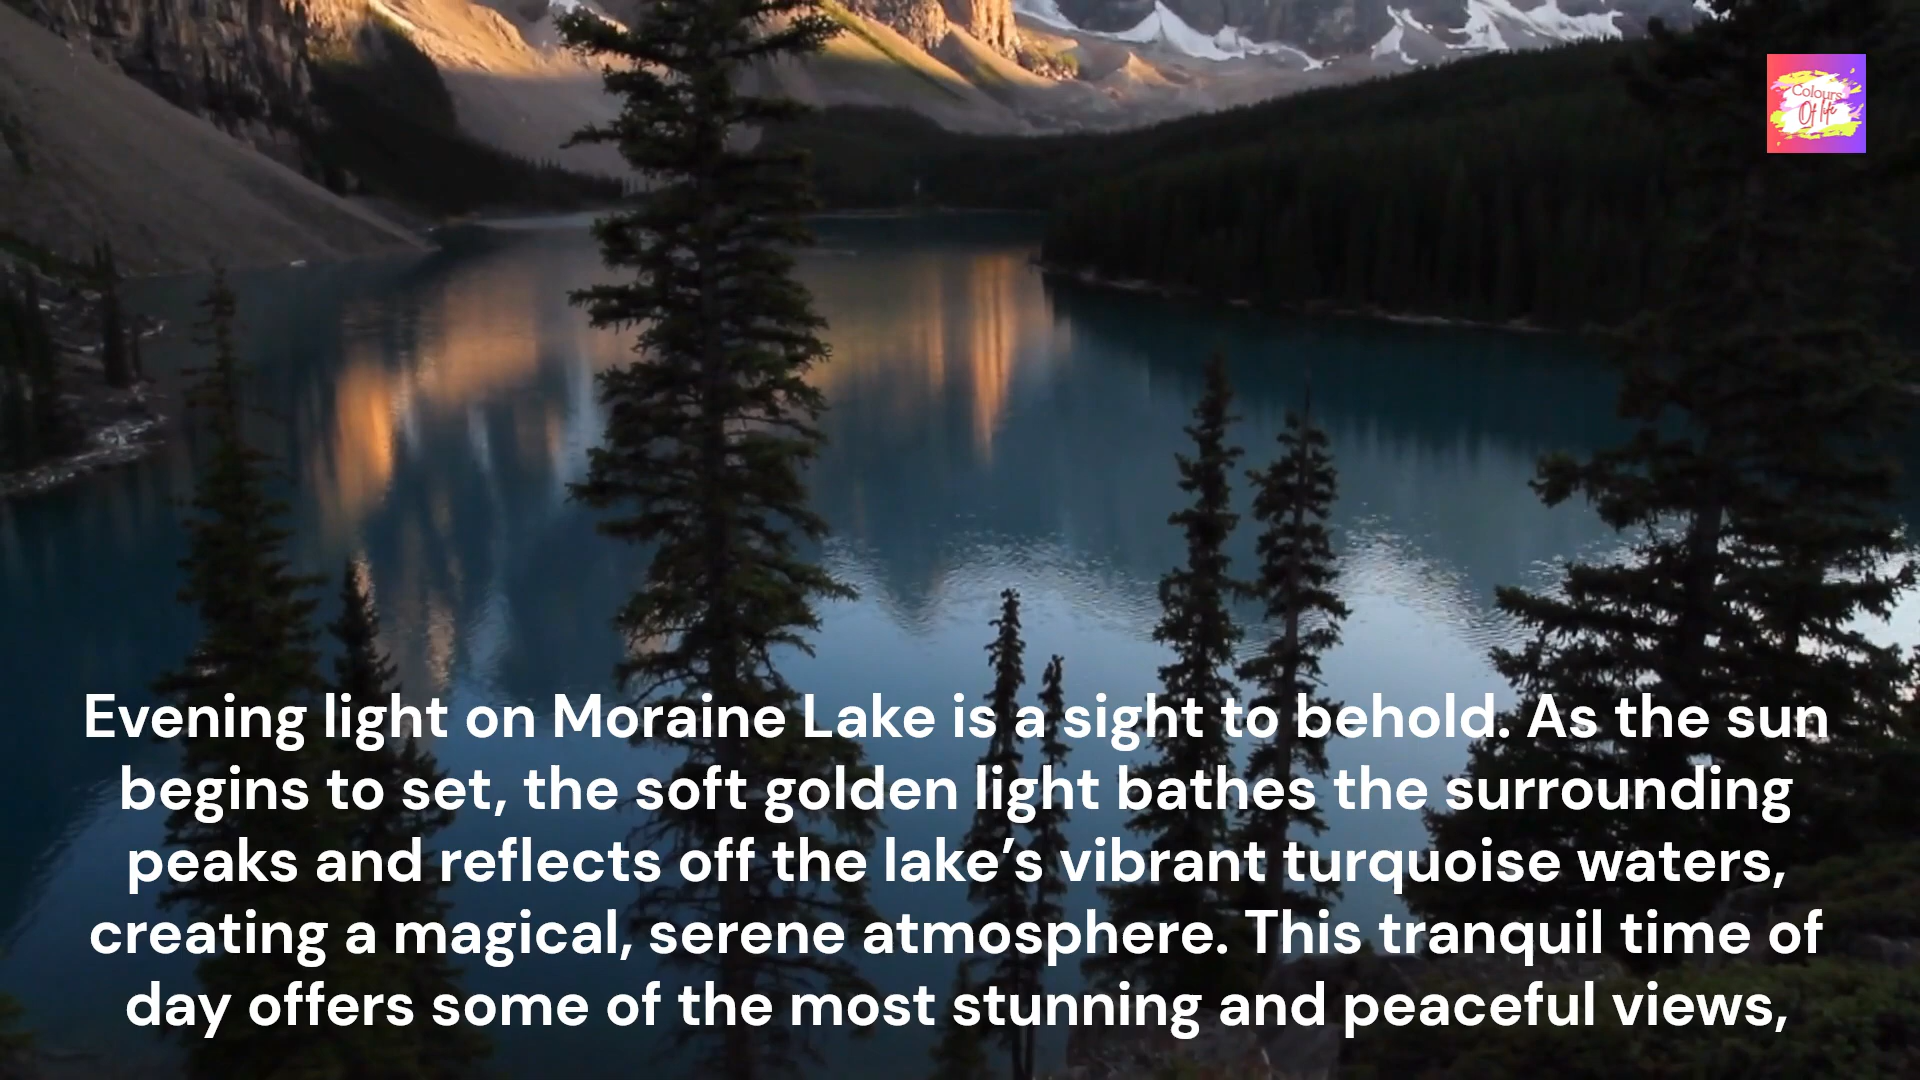 Colours
Of life
Evening light on Moraine Lake is a sight to behold. As the sun
begins to set, the soft golden light bathes the surrounding
peaks and reflects off the lake’s vibrant turquoise waters,
creating a magical, serene atmosphere. This tranquil time of
day offers some of the most stunning and peaceful views,